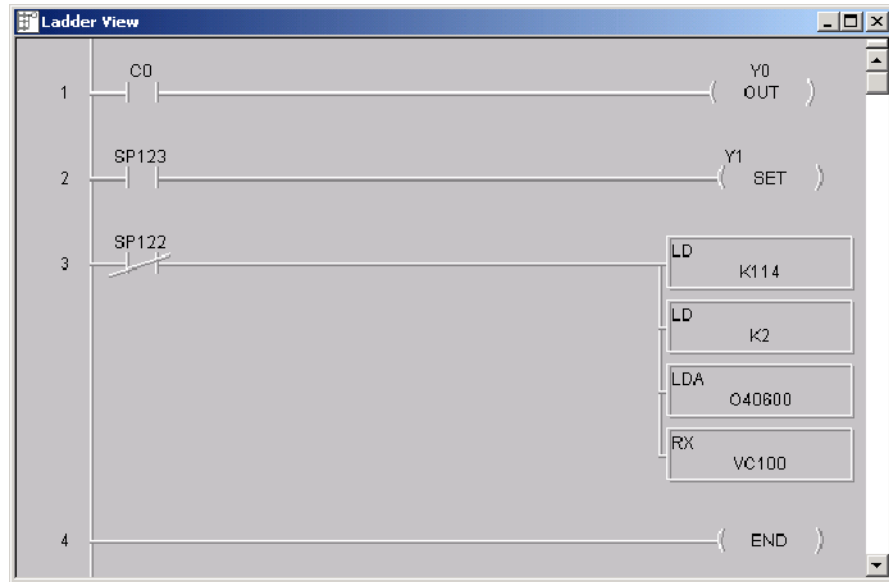 Ladder View
C0
Y0
1
OUT
SP123
Y1
2
SET
SP122
3
LD
K114
LD
K2
LDA
O40600
RX
VC100
4
END